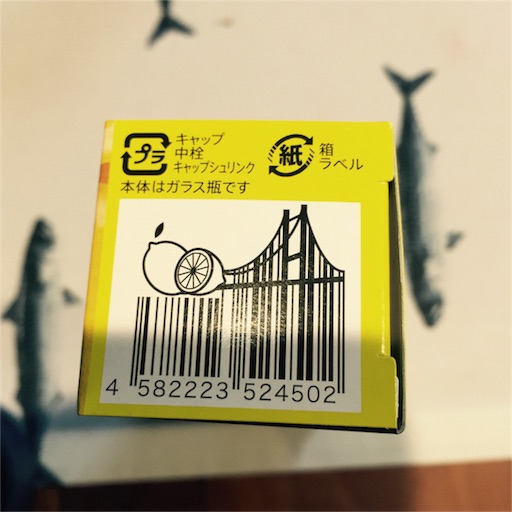 プラ
キャップ
中栓
キャップシュリンク
紙
箱
ラベル
本体はガラス瓶です
4 582223 524502